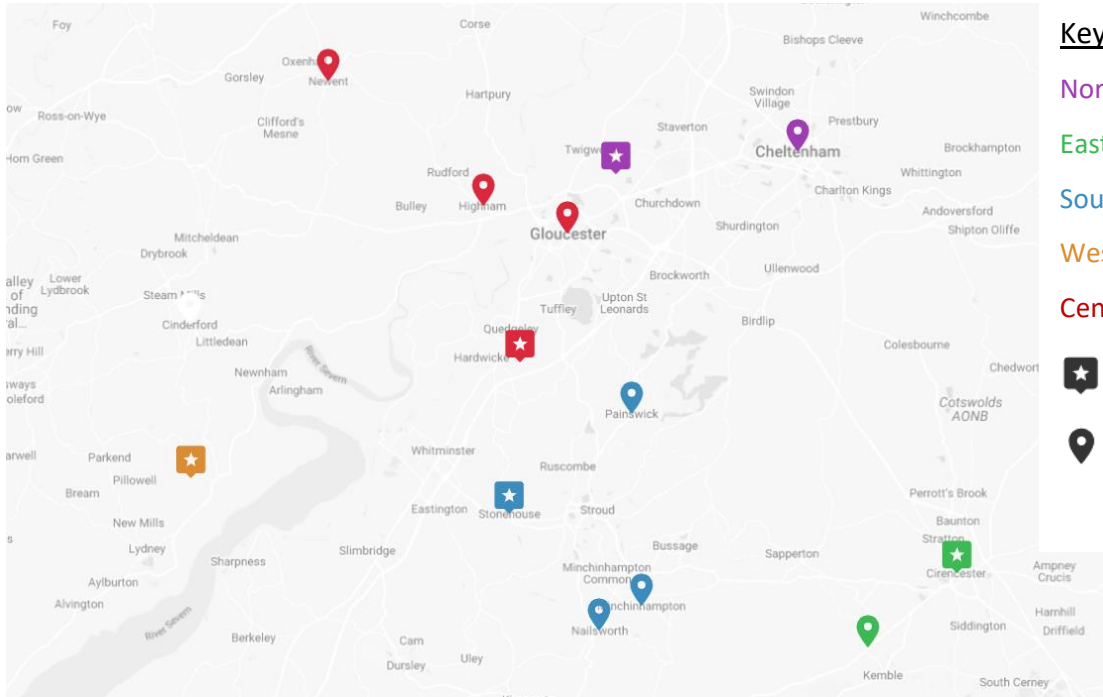 Foy
Corse
Winchcombe
Key
Bishops Cleeve
Gorsley
Newent
Hartpury
Swindon
Village
Nor
Ross-on-Wye
Clifford's
Mesne
Staverton
Prestbury
Cheltenham
East
Horn Green
Brockhampton
Rudford
Whittington
Bulley
Highnam
Churchdown
Charlton Kings
Sou
Andoversford
Gloucester
Shurdington
Shipton Oliffe
Mitcheldean
Drybrook
Wes
Brockworth
Ullenwood
Lower
Lydbrook
of
Steam Mills
Upton St
Leonards
Tuffley
Cen
Cinderford
Birdlip
Littledean
Quedgeley
Hardwicke
Colesbourne
Newnham
River Severn
Arlingham
Cotswolds
AONB
Painswick
Whitminster
Parkend
Ruscombe
Pillowell
Bream
Perrott's Brook
Eastington
Stonehouse
Stroud
New Mills
Baunton
Stratton
Lydney
Slimbridge
Bussage
Sapperton
Sharpness
Minchinhampton
Common
Cirencester
Ampney
Crucis
Aylburton
Alvington
Harnhill
Siddington
Driffield
River Severn
Berkeley
Nailsworth
Cam
Dursley
Uley
Kemble
South Cerney